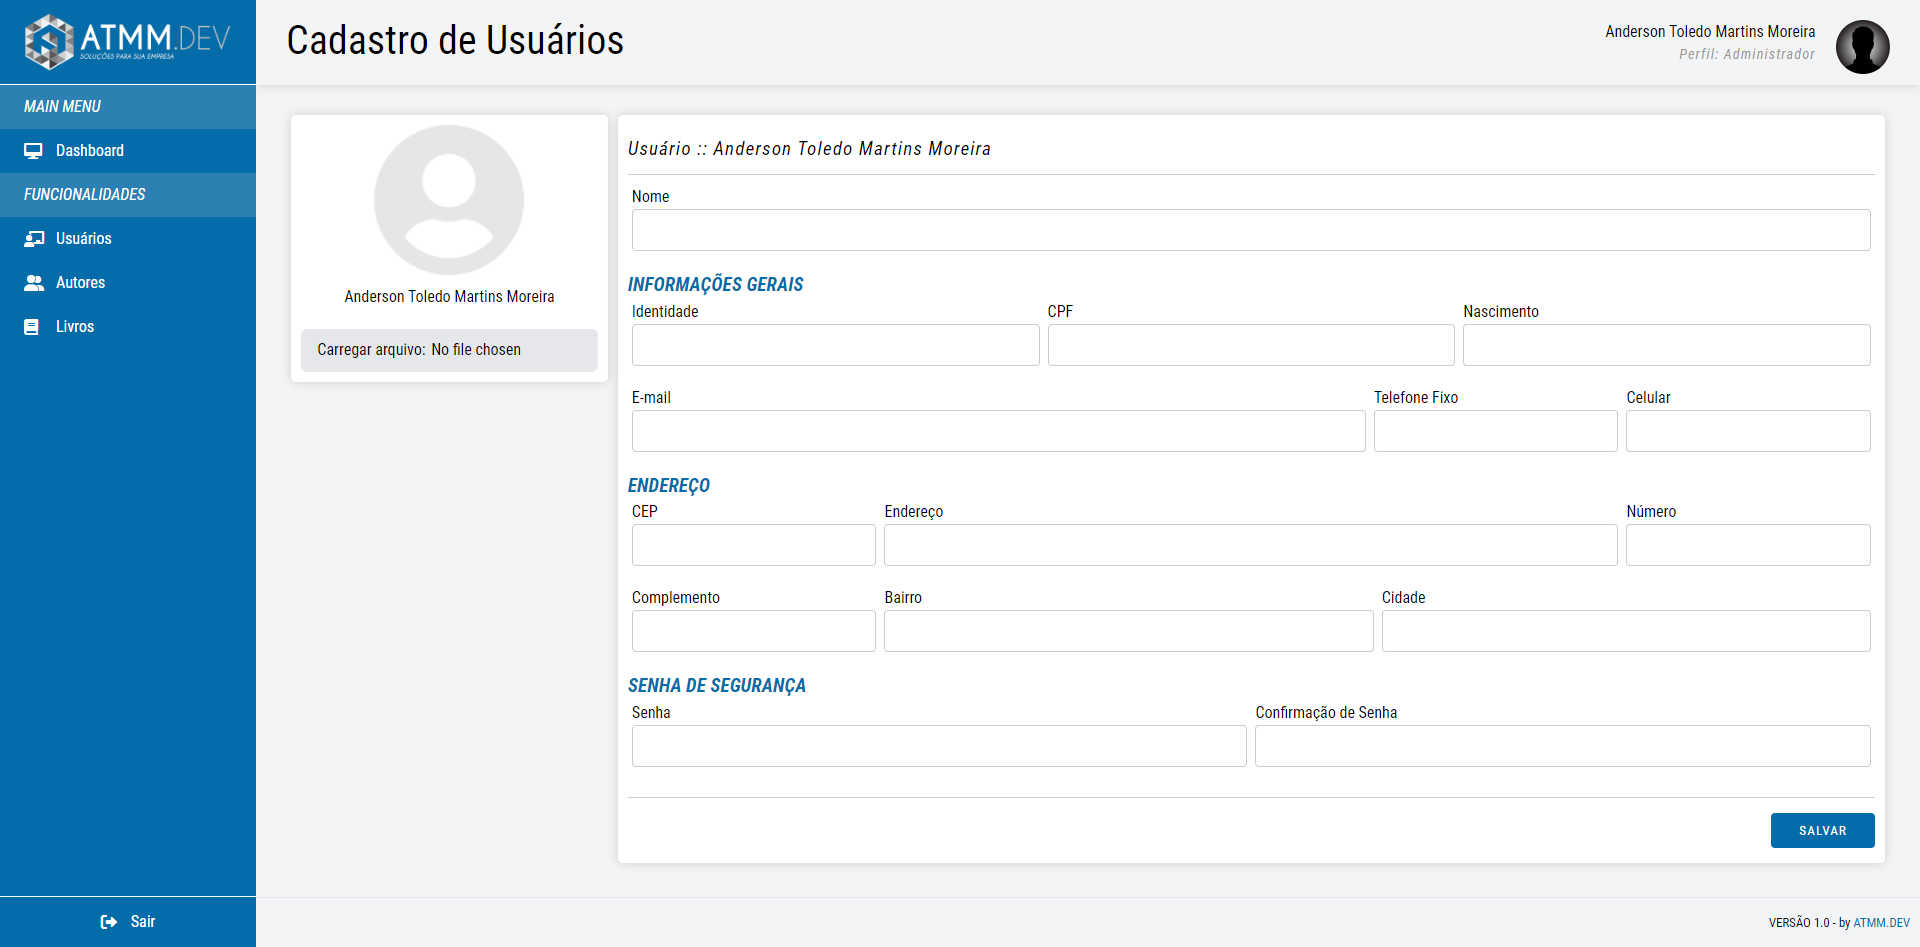 ATMM.DEV
SOLUÇÕES PARA SUA EMPRESA
MAIN MENU
Dashboard
FUNCIONALIDADES
Usuários
Autores
Livros
Sair
Cadastro de Usuários
Anderson Toledo Martins Moreira
Perfil: Administrador
Anderson Toledo Martins Moreira
Carregar arquivo: No file chosen
Usuário :: Anderson Toledo Martins Moreira
Nome
INFORMAÇÕES GERAIS
Identidade CPF Nascimento
E-mail Telefone Fixo Celular
ENDEREÇO
CEP Endereço Número
Complemento Bairro Cidade
SENHA DE SEGURANÇA
Senha Confirmação de Senha
SALVAR
VERSÃO 1.0 - by ATMM.DEV